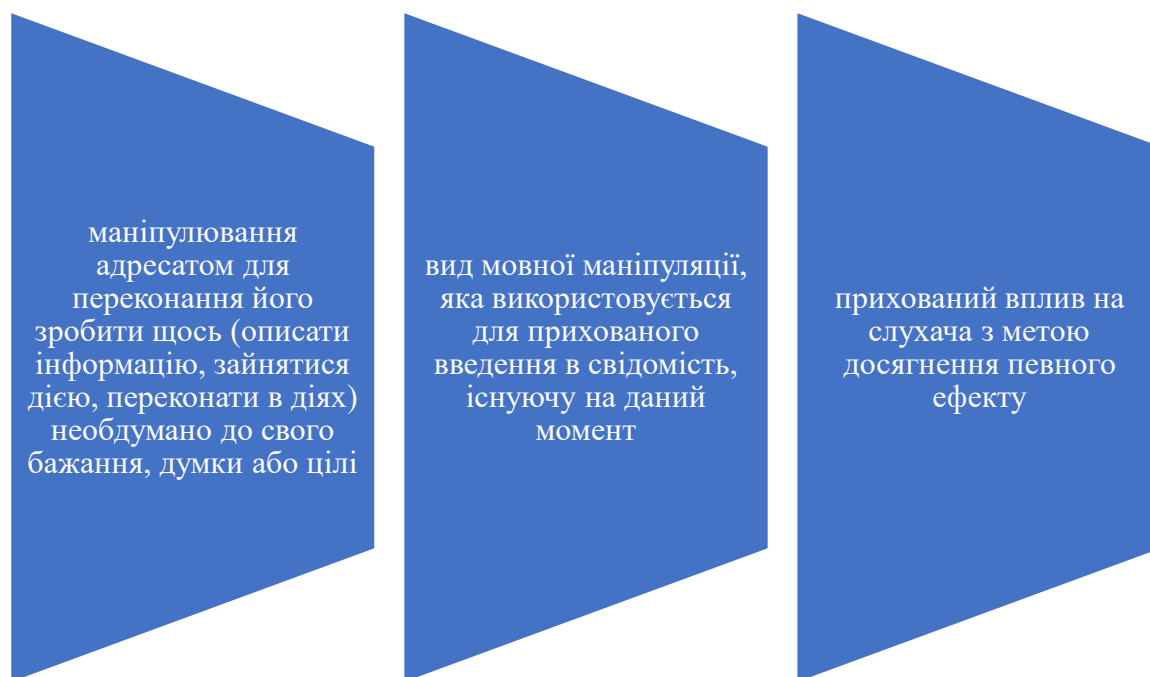 маніпулювання
адресатом для
переконання його
зробити щось (описати
інформацію, зайнятися
дією, переконати в діях)
необдумано до свого
бажання, думки або цілі
вид мовної маніпуляції,
яка використовується
для прихованого
введення в свідомість,
існуючу на даний
момент
прихований вплив на
слухача з метою
досягнення певного
ефекту